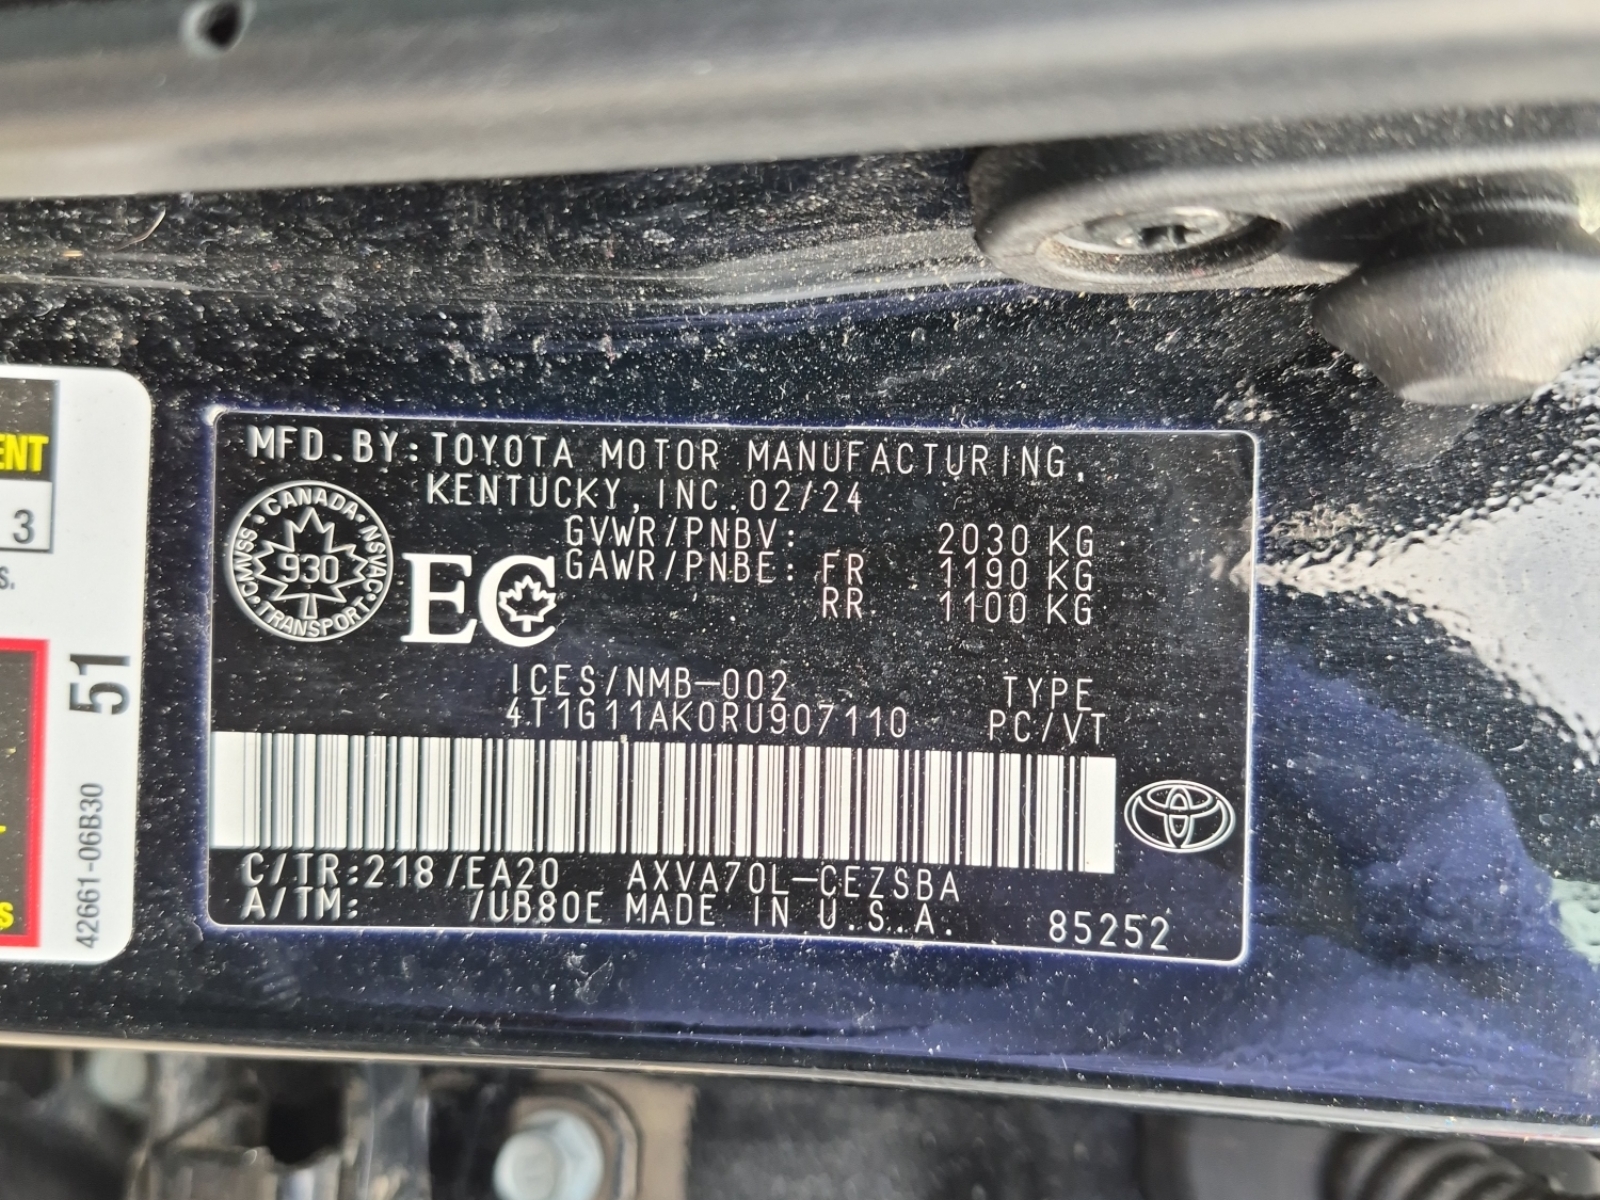 MFD.BY:TOYOTA MOTOR MANUFACTURING,
KENTUCKY, INC. 02/24
GVWR/PNBV: 2030 KG
GAWR/PNBE: FR 1190 KG
RR 1100 KG
CANADA
NSVAC
TRANSPORT
CMVSS
930
EC
ICES/NMB-002 TYPE
4T1G11AK0RU907110 PC/VT
C/TR:218/EA20 AXVA70L-CEZSBA
A/TM: /UB80E MADE IN U.S.A. 85252
ENT
3
S.
51
42661-06B30
S